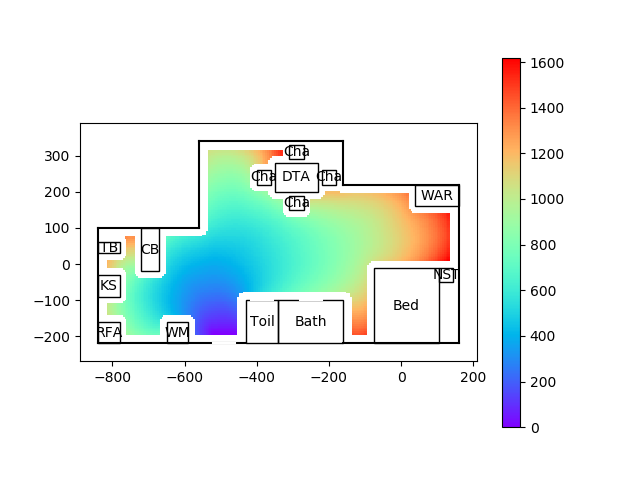 1600
1400
1200
1000
800
600
400
200
0
300
200
100
0
−100
−200
−800
−600
−400
−200
0
200
Cha
Cha
DTA
Cha
Cha
WAR
TB
CB
KS
NST
RFA
WM
Toil
Bath
Bed